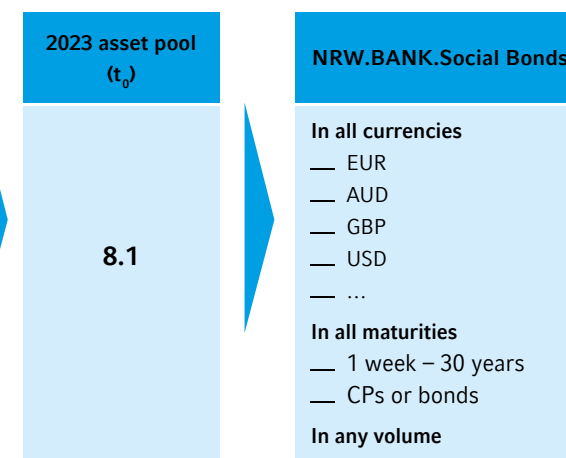 2023 asset pool
(t₀)
8.1
NRW.BANK.Social Bonds
In all currencies
— EUR
— AUD
— GBP
— USD
— …
In all maturities
— 1 week – 30 years
— CPs or bonds
In any volume